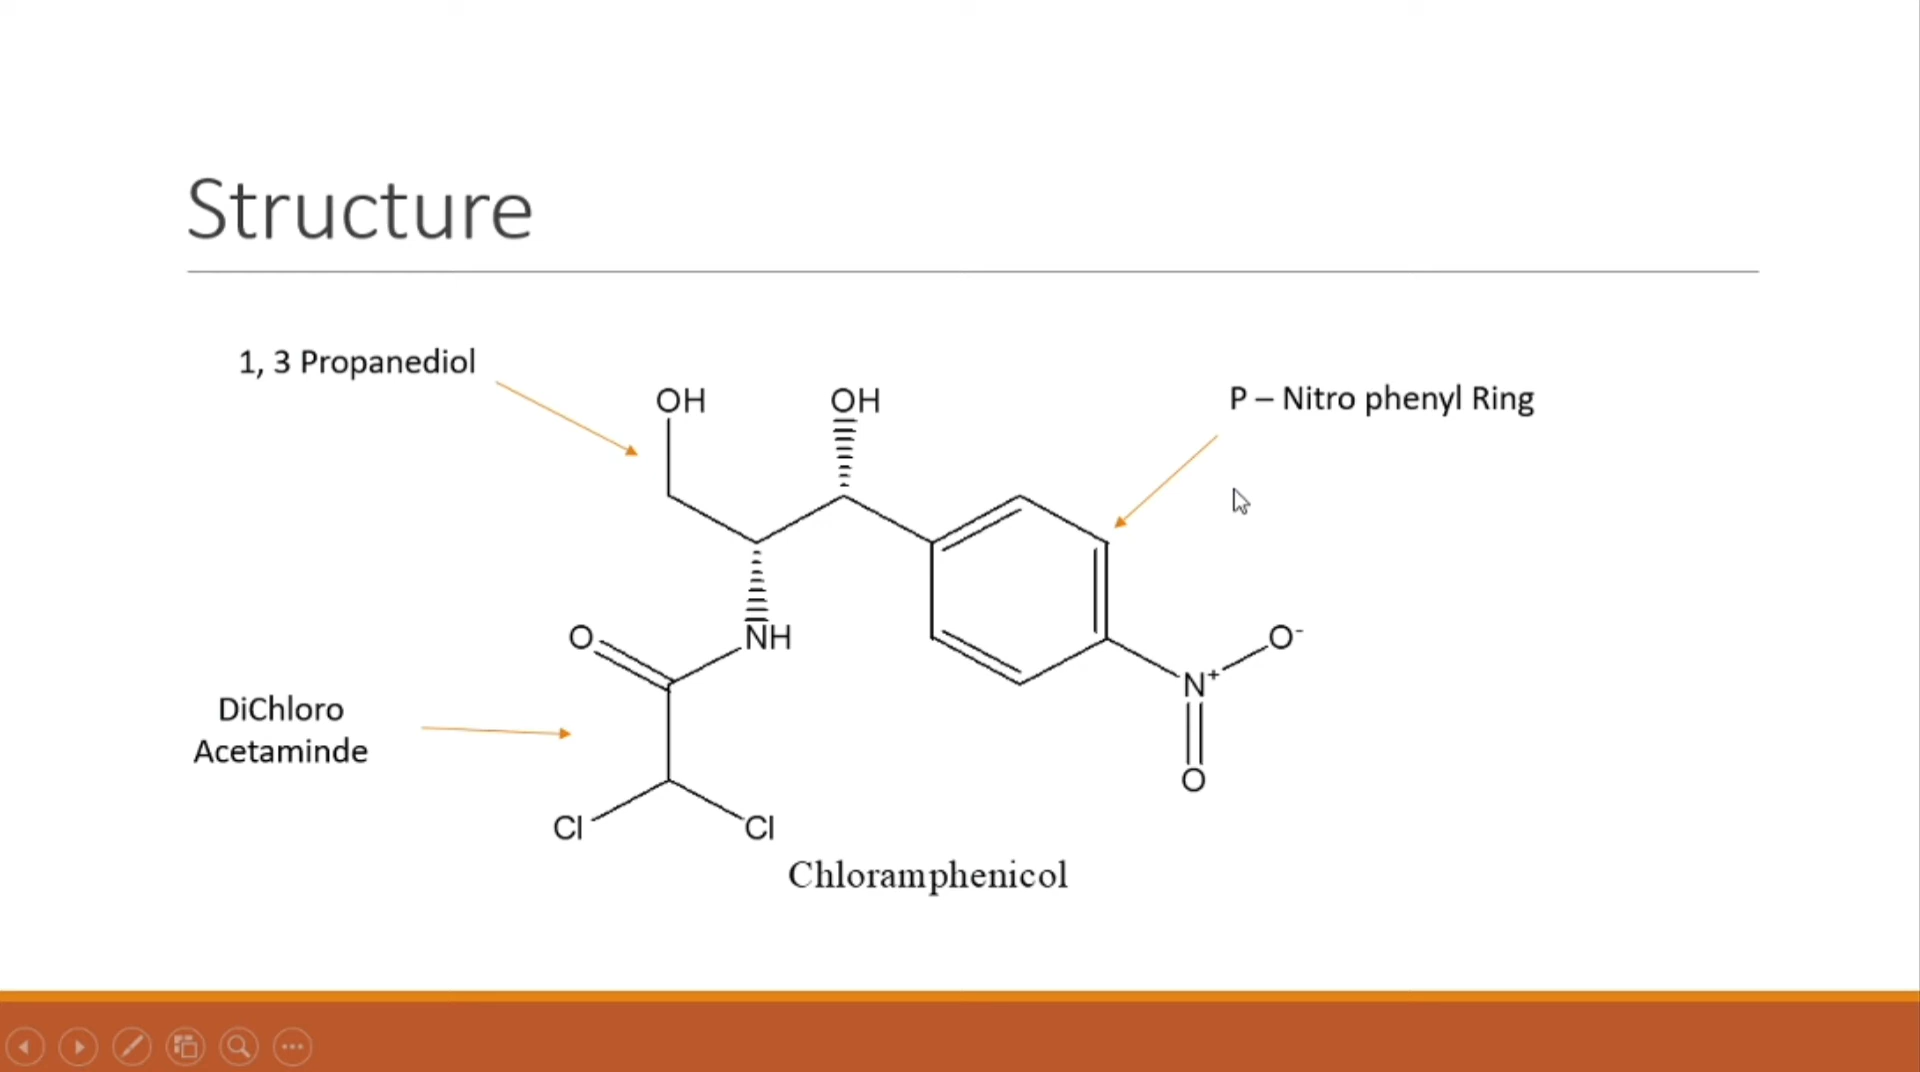 Structure
1, 3 Propanediol
P – Nitro phenyl Ring
OH
OH
O
NH
O-
N+
DiChloro
Acetaminde
O
Cl
Cl
Chloramphenicol